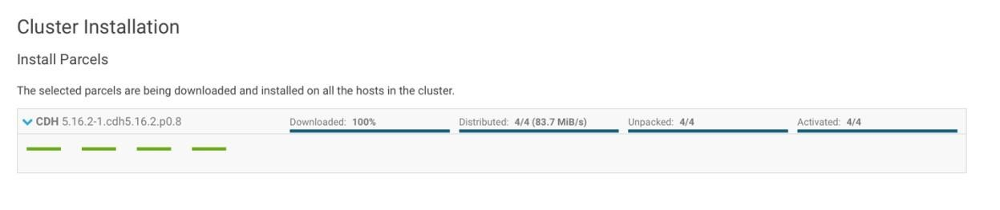 Cluster Installation
Install Parcels
The selected parcels are being downloaded and installed on all the hosts in the cluster.
CDH 5.16.2-1.cdh5.16.2.p0.8 Downloaded: 100% Distributed: 4/4 (83.7 MiB/s) Unpacked: 4/4 Activated: 4/4